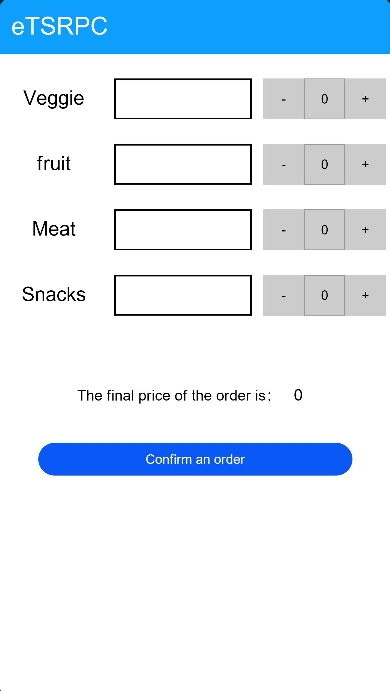 eTSRPC
Veggie - 0 +
fruit - 0 +
Meat - 0 +
Snacks - 0 +
The final price of the order is: 0
Confirm an order